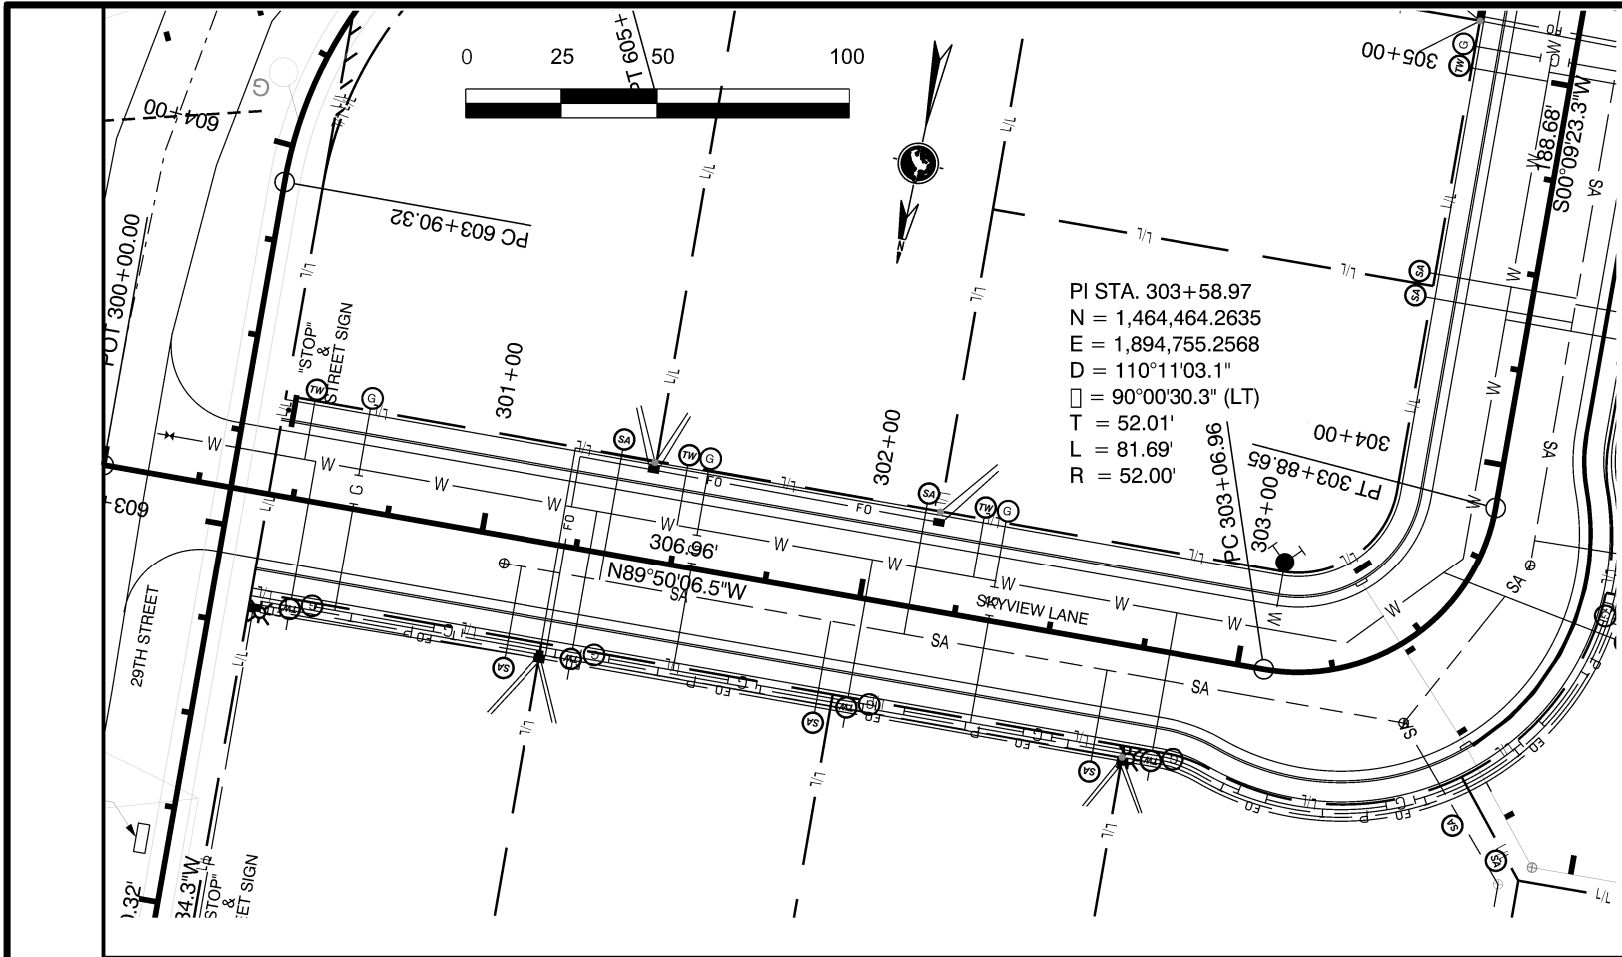 0 25 50 100
PT 605+
604+00
G
PC 603+90.32
POT 300+00.00
"STOP"
&
STREET SIGN
301+00
302+00
N
305+00
188.68'
S00°09'23.3"W
PI STA. 303+58.97
N = 1,464,464.2635
E = 1,894,755.2568
D = 110°11'03.1"
= 90°00'30.3" (LT)
T = 52.01'
L = 81.69'
R = 52.00'
PC 303+06.96
303+00
304+00
PT 303+88.65
603+
306.96'
N89°50'06.5"W
SKYVIEW LANE
29TH STREET
0.32'
34.3"W
STOP"
&
EET SIGN
L/L
W
SA
TW
G
FO